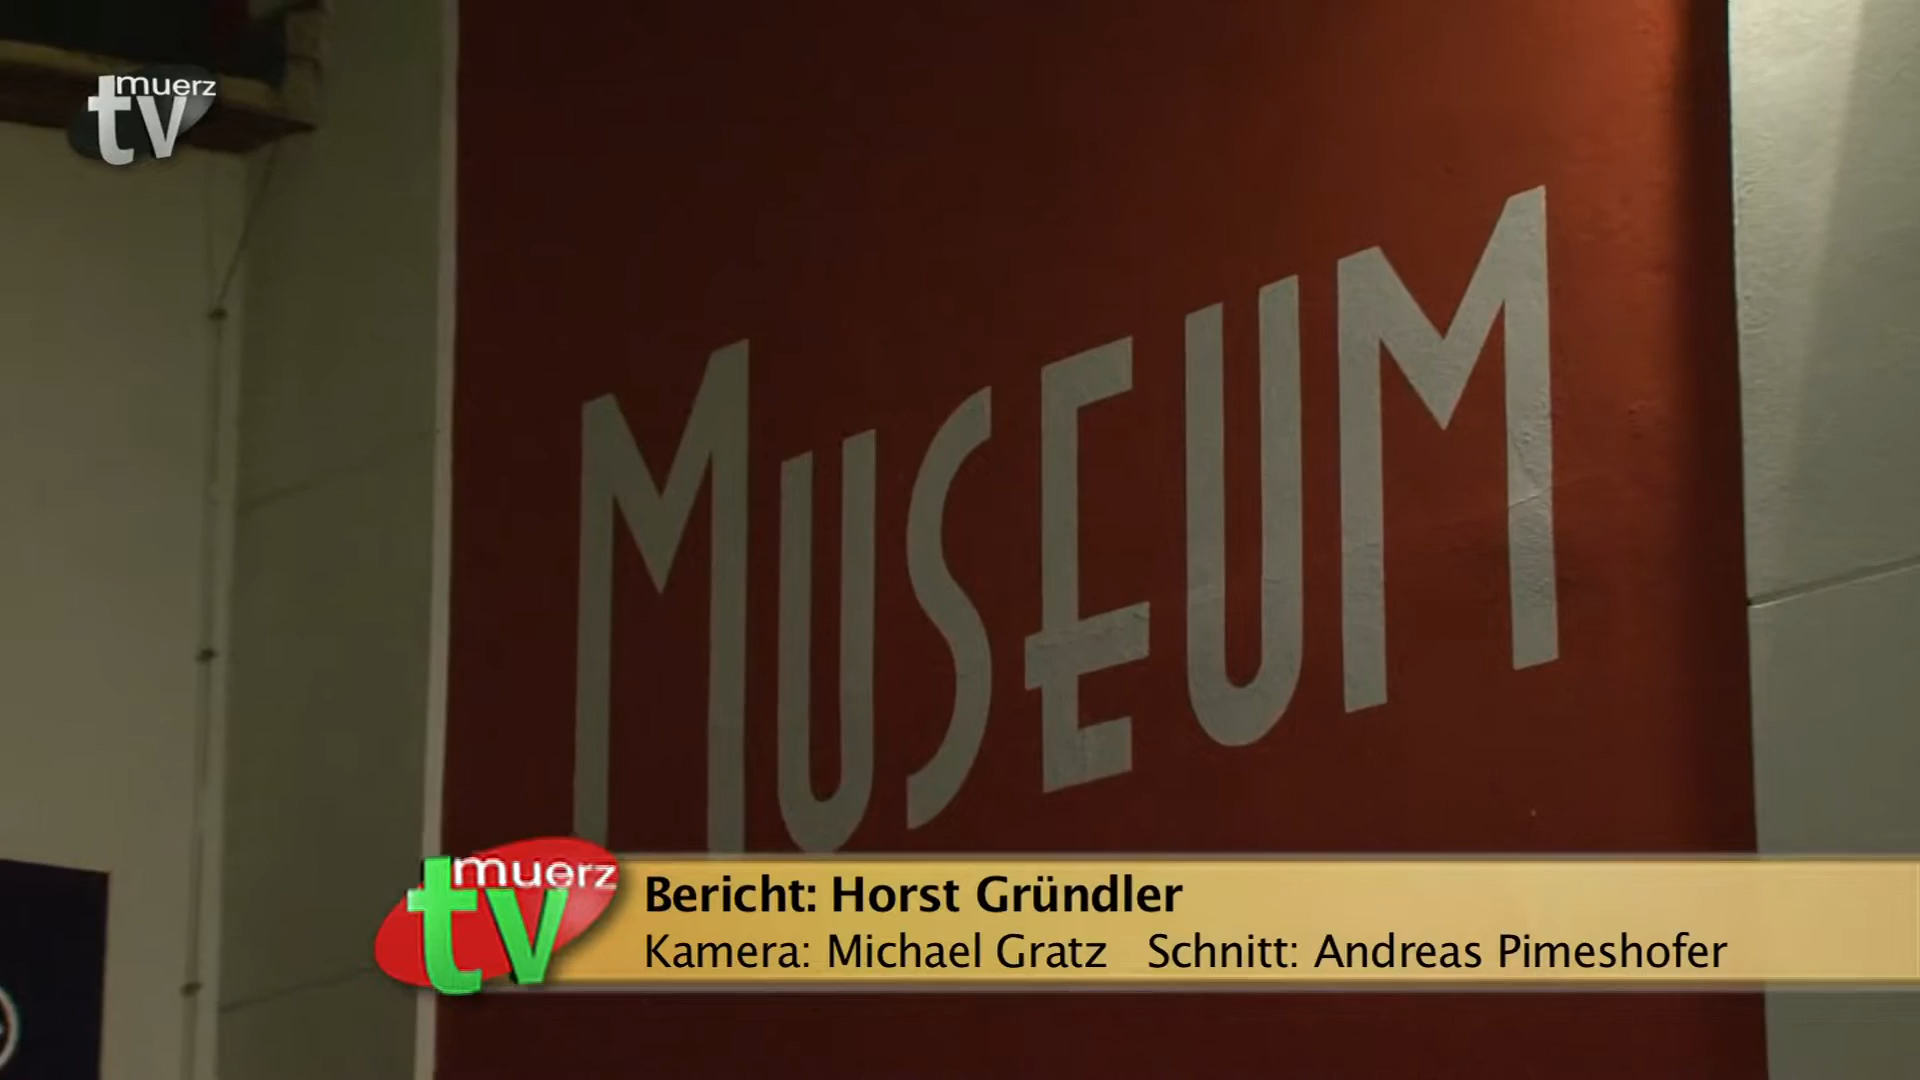 muerz
tv
MUSEUM
muerz
tv
Bericht: Horst Gründler
Kamera: Michael Gratz Schnitt: Andreas Pimeshofer